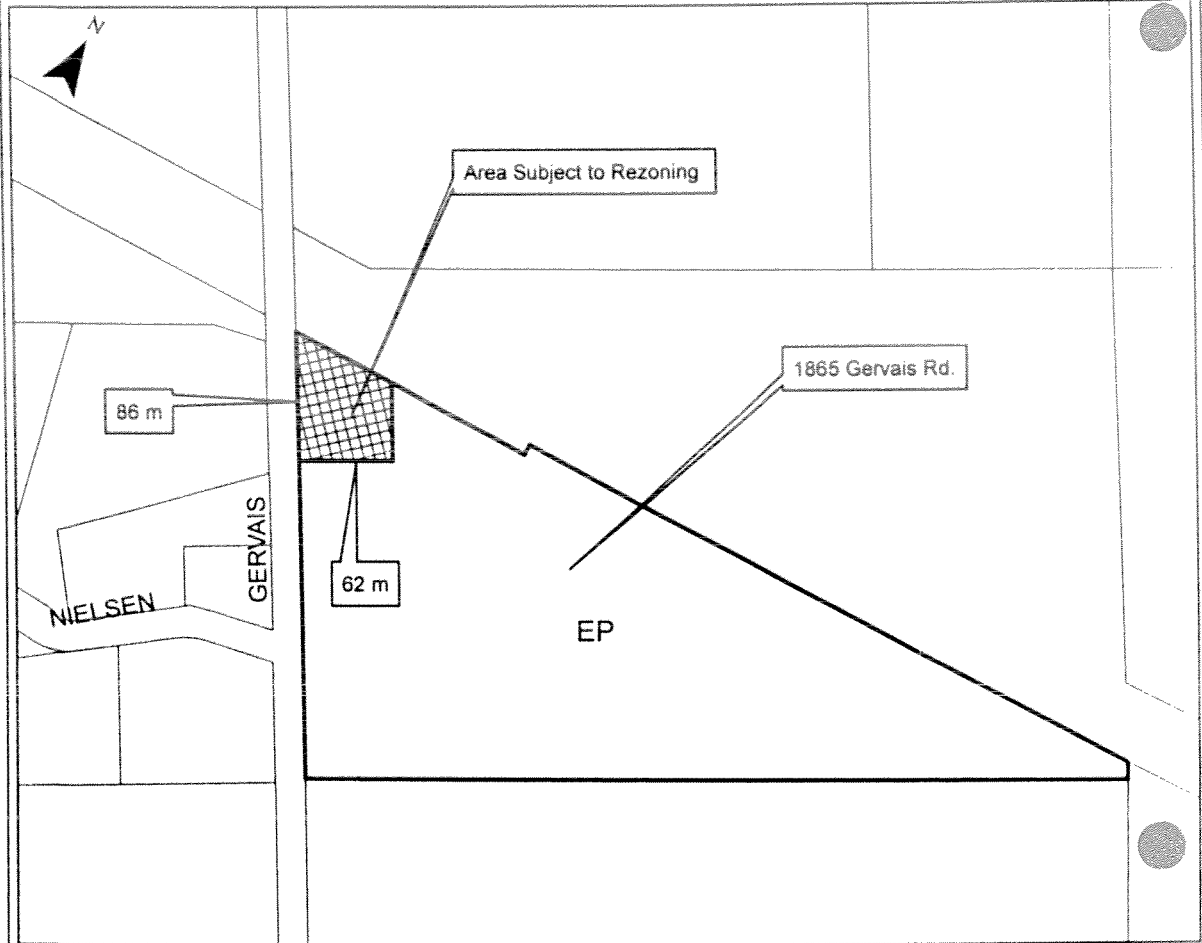 N
Area Subject to Rezoning
1865 Gervais Rd.
86 m
GERVAIS
62 m
NIELSEN
EP